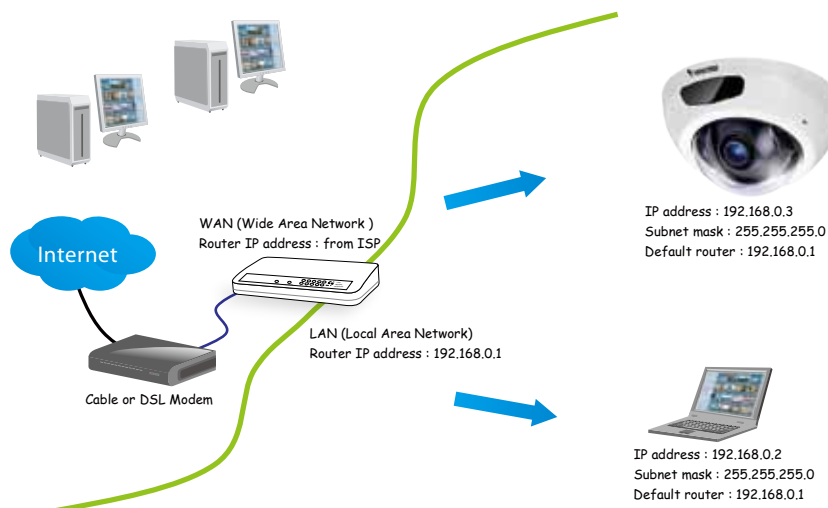 WAN (Wide Area Network )
Router IP address : from ISP
Internet
LAN (Local Area Network)
Router IP address : 192.168.0.1
Cable or DSL Modem
IP address : 192.168.0.3
Subnet mask : 255.255.255.0
Default router : 192.168.0.1
IP address : 192.168.0.2
Subnet mask : 255.255.255.0
Default router : 192.168.0.1